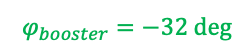 φ_booster = −32 deg